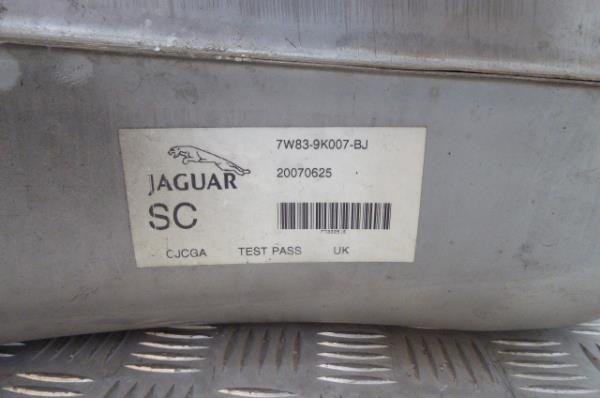 7W83-9K007-BJ
JAGUAR
20070625
SC
CJCGA TEST PASS UK